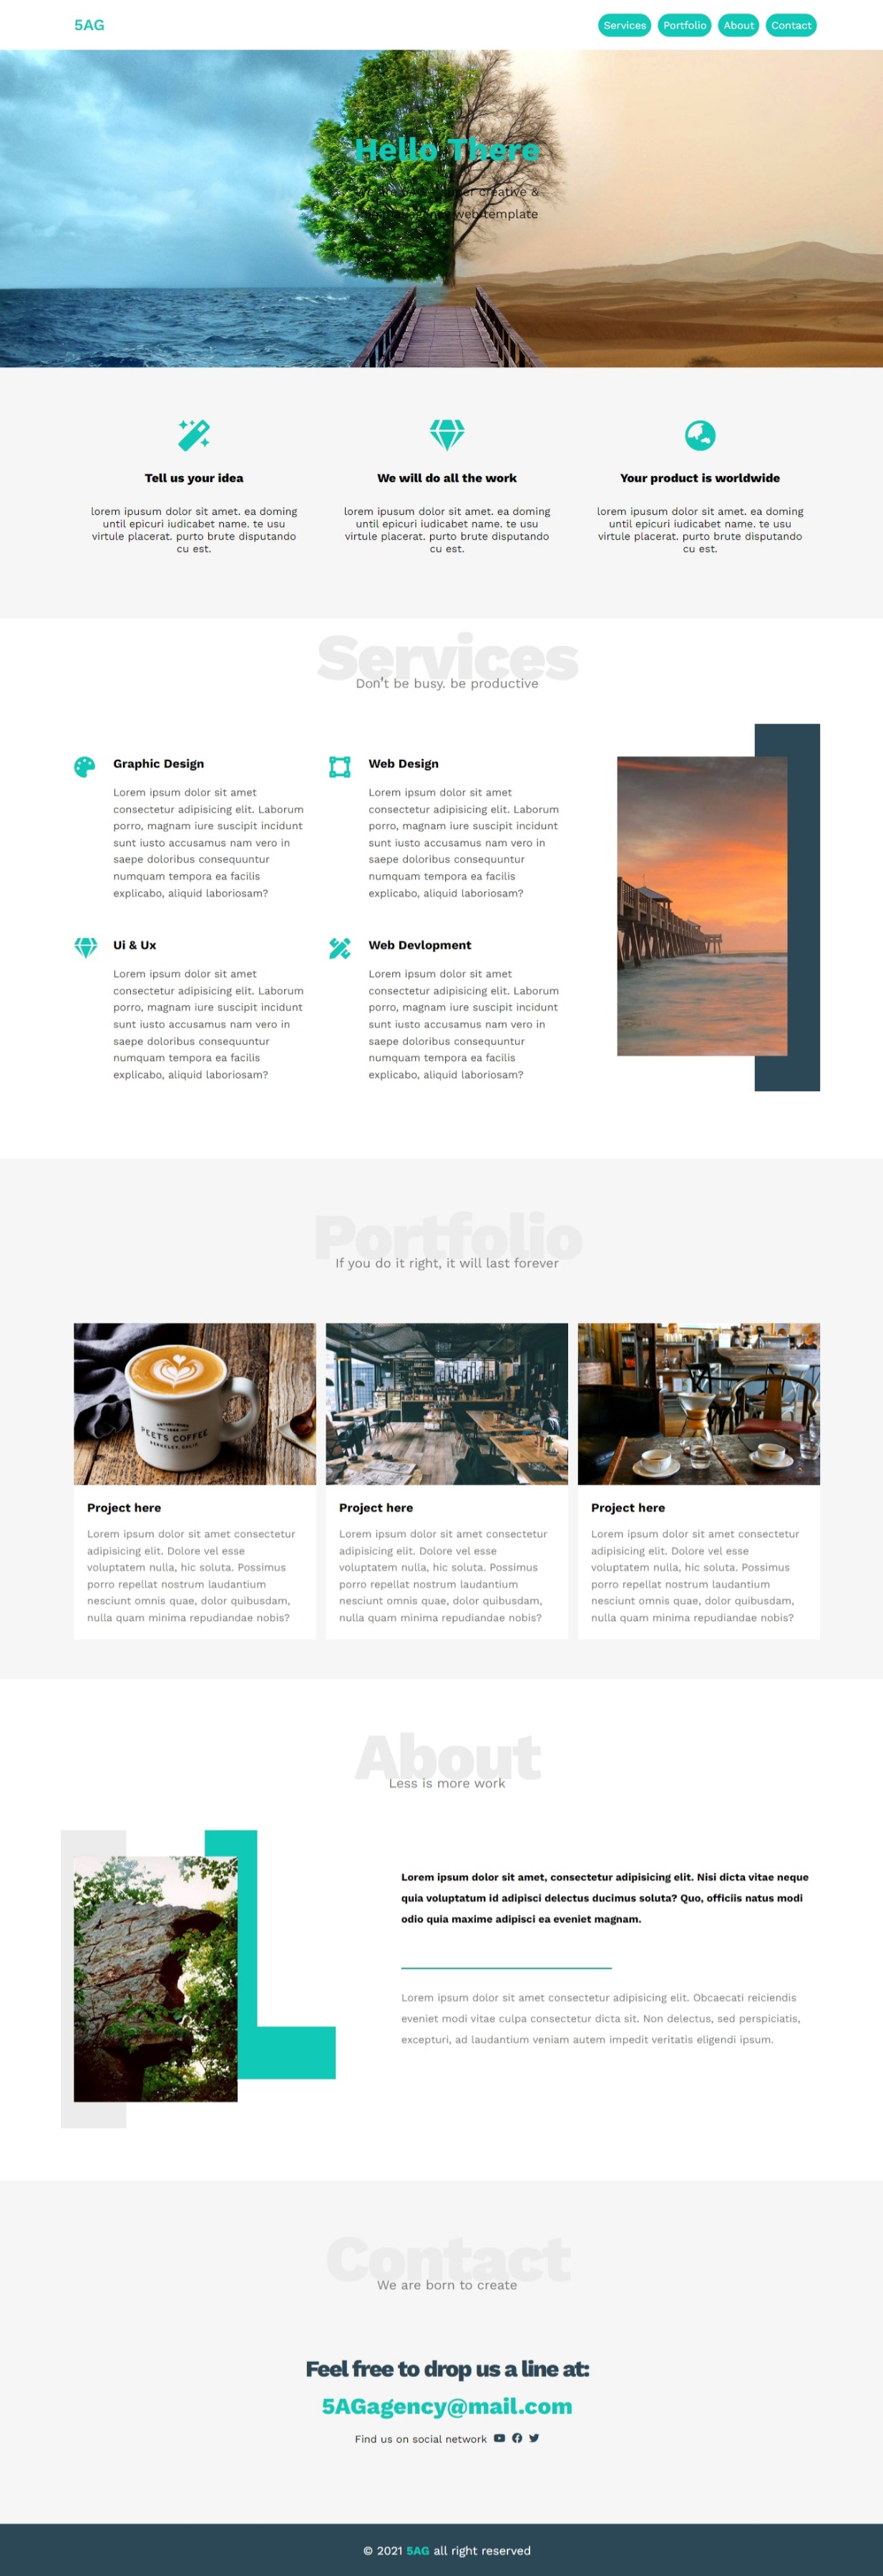 5AG
Services Portfolio About Contact
Hello There
creative &
web template
Tell us your idea
lorem ipusum dolor sit amet. ea doming
until epicuri iudicabet name. te usu
virtule placerat. purto brute disputando
cu est.
We will do all the work
lorem ipusum dolor sit amet. ea doming
until epicuri iudicabet name. te usu
virtule placerat. purto brute disputando
cu est.
Your product is worldwide
lorem ipusum dolor sit amet. ea doming
until epicuri iudicabet name. te usu
virtule placerat. purto brute disputando
cu est.
Services
Don't be busy. be productive
Graphic Design
Lorem ipsum dolor sit amet
consectetur adipisicing elit. Laborum
porro, magnam iure suscipit incidunt
sunt iusto accusamus nam vero in
saepe doloribus consequuntur
numquam tempora ea facilis
explicabo, aliquid laboriosam?
Web Design
Lorem ipsum dolor sit amet
consectetur adipisicing elit. Laborum
porro, magnam iure suscipit incidunt
sunt iusto accusamus nam vero in
saepe doloribus consequuntur
numquam tempora ea facilis
explicabo, aliquid laboriosam?
Ui & Ux
Lorem ipsum dolor sit amet
consectetur adipisicing elit. Laborum
porro, magnam iure suscipit incidunt
sunt iusto accusamus nam vero in
saepe doloribus consequuntur
numquam tempora ea facilis
explicabo, aliquid laboriosam?
Web Devlopment
Lorem ipsum dolor sit amet
consectetur adipisicing elit. Laborum
porro, magnam iure suscipit incidunt
sunt iusto accusamus nam vero in
saepe doloribus consequuntur
numquam tempora ea facilis
explicabo, aliquid laboriosam?
Portfolio
If you do it right, it will last forever
PEET'S COFFEE
BERKELEY, CALIF.
Project here
Lorem ipsum dolor sit amet consectetur
adipisicing elit. Dolore vel esse
voluptatem nulla, hic soluta. Possimus
porro repellat nostrum laudantium
nesciunt omnis quae, dolor quibusdam,
nulla quam minima repudiandae nobis?
Project here
Lorem ipsum dolor sit amet consectetur
adipisicing elit. Dolore vel esse
voluptatem nulla, hic soluta. Possimus
porro repellat nostrum laudantium
nesciunt omnis quae, dolor quibusdam,
nulla quam minima repudiandae nobis?
Project here
Lorem ipsum dolor sit amet consectetur
adipisicing elit. Dolore vel esse
voluptatem nulla, hic soluta. Possimus
porro repellat nostrum laudantium
nesciunt omnis quae, dolor quibusdam,
nulla quam minima repudiandae nobis?
About
Less is more work
Lorem ipsum dolor sit amet, consectetur adipisicing elit. Nisi dicta vitae neque
quia voluptatum id adipisci delectus ducimus soluta? Quo, officiis natus modi
odio quia maxime adipisci ea eveniet magnam.
Lorem ipsum dolor sit amet consectetur adipisicing elit. Obcaecati reiciendis
eveniet modi vitae culpa consectetur dicta sit. Non delectus, sed perspiciatis,
excepturi, ad laudantium veniam autem impedit veritatis eligendi ipsum.
Contact
We are born to create
Feel free to drop us a line at:
5AGagency@mail.com
Find us on social network
© 2021 5AG all right reserved